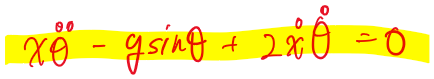 xθ̈ - g sinθ + 2ẋθ̇ = 0